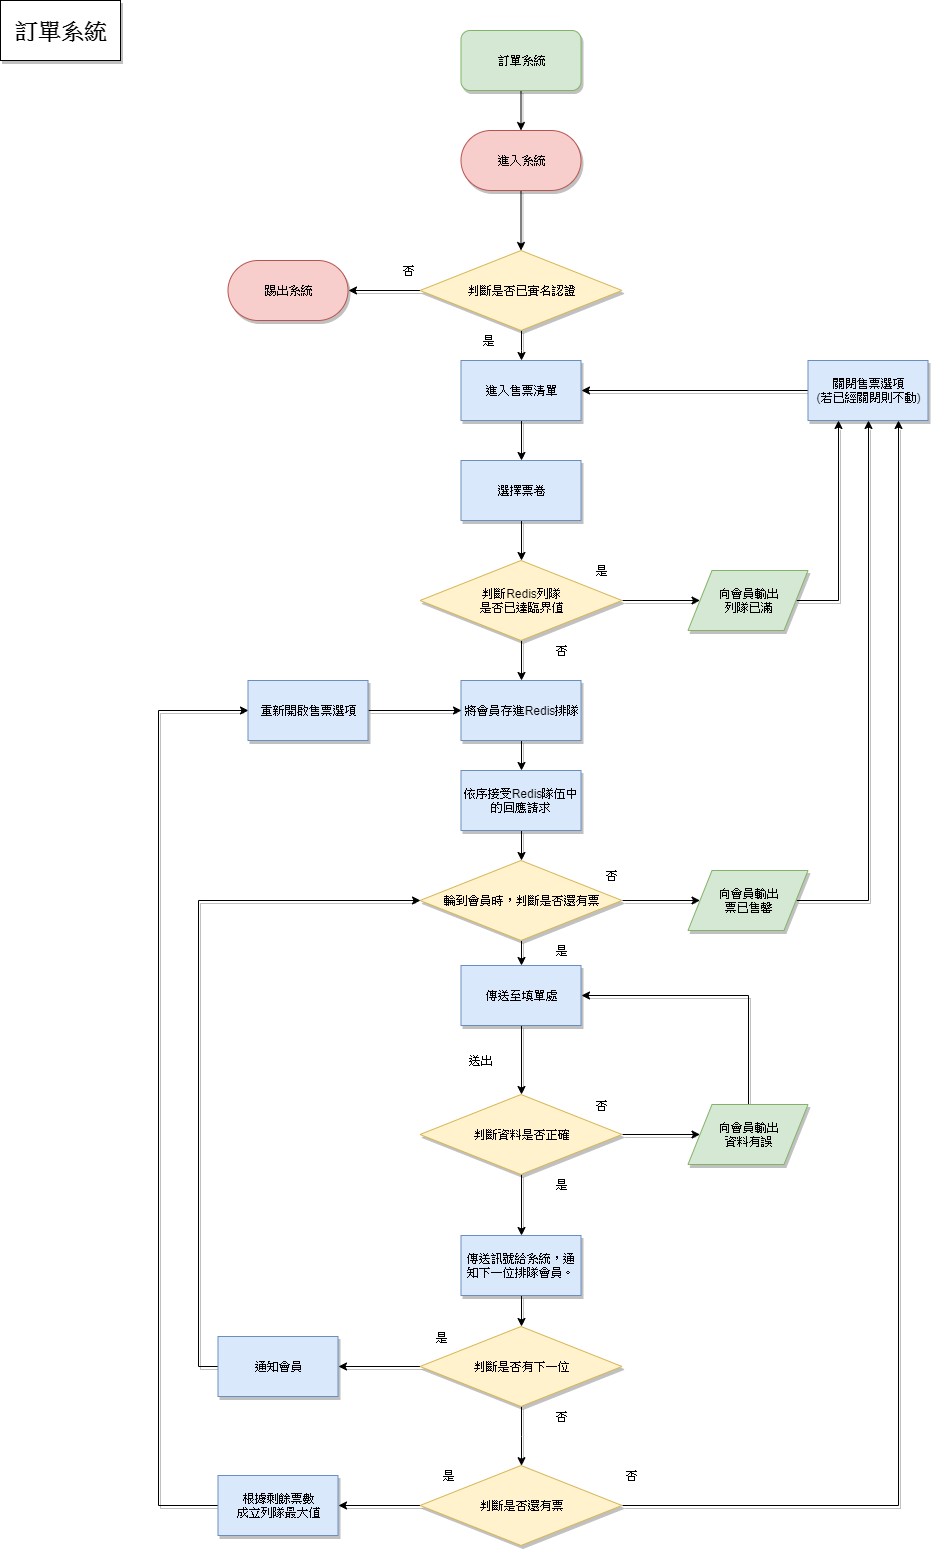 訂單系統
訂單系統
進入系統
否
踢出系統
判斷是否已實名認證
是
進入售票清單
關閉售票選項
(若已經關閉則不動)
選擇票卷
是
判斷Redis列隊
是否已達臨界值
向會員輸出
列隊已滿
否
重新開啟售票選項
將會員存進Redis排隊
依序接受Redis隊伍中
的回應請求
否
輪到會員時，判斷是否還有票
向會員輸出
票已售罄
是
傳送至填單處
送出
否
判斷資料是否正確
向會員輸出
資料有誤
是
傳送訊號給系統，通
知下一位排隊會員。
是
通知會員
判斷是否有下一位
否
是
否
根據剩餘票數
成立列隊最大值
判斷是否還有票